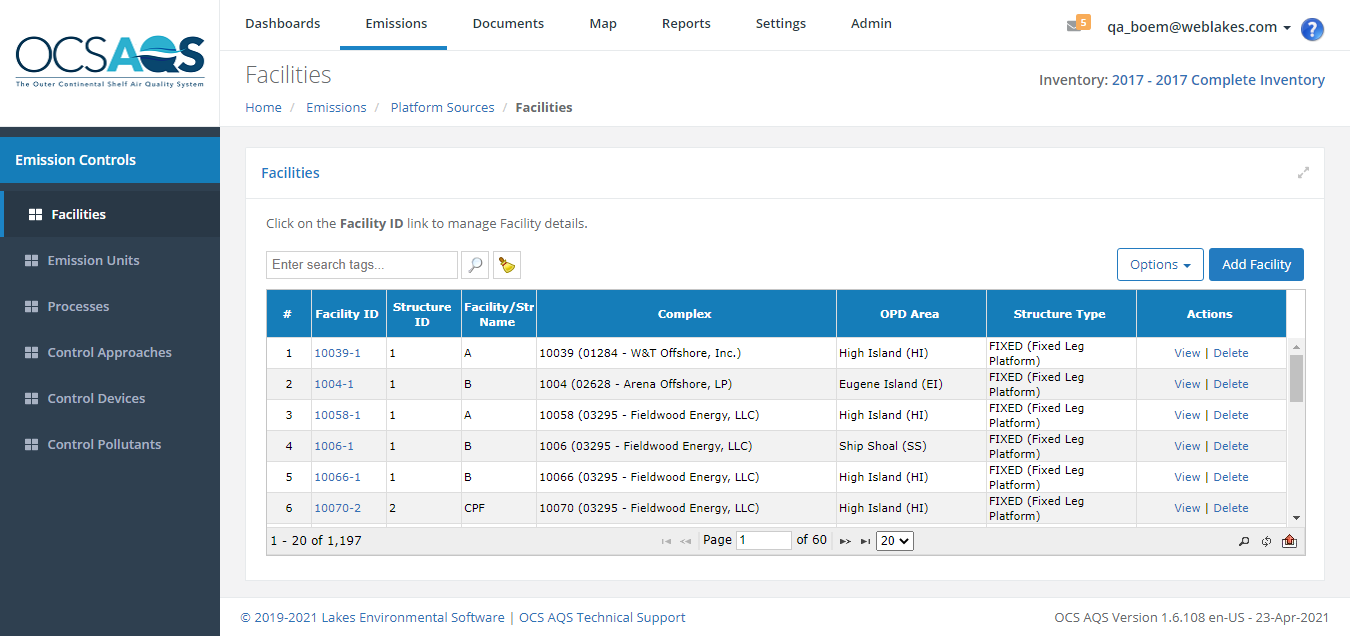 OCSAQS
The Outer Continental Shelf Air Quality System
Dashboards Emissions Documents Map Reports Settings Admin
5 qa_boem@weblakes.com ?
Facilities
Inventory: 2017 - 2017 Complete Inventory
Home / Emissions / Platform Sources / Facilities
Emission Controls
Facilities
Emission Units
Processes
Control Approaches
Control Devices
Control Pollutants
Facilities
Click on the Facility ID link to manage Facility details.
Enter search tags...
Options Add Facility
# Facility ID Structure ID Facility/Str Name Complex OPD Area Structure Type Actions
1 10039-1 1 A 10039 (01284 - W&T Offshore, Inc.) High Island (HI) FIXED (Fixed Leg Platform) View | Delete
2 1004-1 1 B 1004 (02628 - Arena Offshore, LP) Eugene Island (EI) FIXED (Fixed Leg Platform) View | Delete
3 10058-1 1 A 10058 (03295 - Fieldwood Energy, LLC) High Island (HI) FIXED (Fixed Leg Platform) View | Delete
4 1006-1 1 B 1006 (03295 - Fieldwood Energy, LLC) Ship Shoal (SS) FIXED (Fixed Leg Platform) View | Delete
5 10066-1 1 B 10066 (03295 - Fieldwood Energy, LLC) High Island (HI) FIXED (Fixed Leg Platform) View | Delete
6 10070-2 2 CPF 10070 (03295 - Fieldwood Energy, LLC) High Island (HI) FIXED (Fixed Leg Platform) View | Delete
1 - 20 of 1,197 Page 1 of 60 20
© 2019-2021 Lakes Environmental Software | OCS AQS Technical Support
OCS AQS Version 1.6.108 en-US - 23-Apr-2021